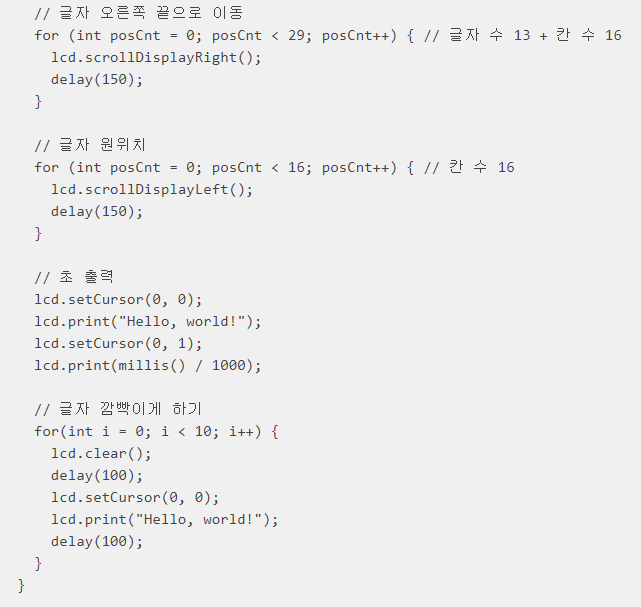 // 글자 오른쪽 끝으로 이동
for (int posCnt = 0; posCnt < 29; posCnt++) { // 글자 수 13 + 칸 수 16
lcd.scrollDisplayRight();
delay(150);
}
// 글자 원위치
for (int posCnt = 0; posCnt < 16; posCnt++) { // 칸 수 16
lcd.scrollDisplayLeft();
delay(150);
}
// 초 출력
lcd.setCursor(0, 0);
lcd.print("Hello, world!");
lcd.setCursor(0, 1);
lcd.print(millis() / 1000);
// 글자 깜빡이게 하기
for(int i = 0; i < 10; i++) {
lcd.clear();
delay(100);
lcd.setCursor(0, 0);
lcd.print("Hello, world!");
delay(100);
}
}